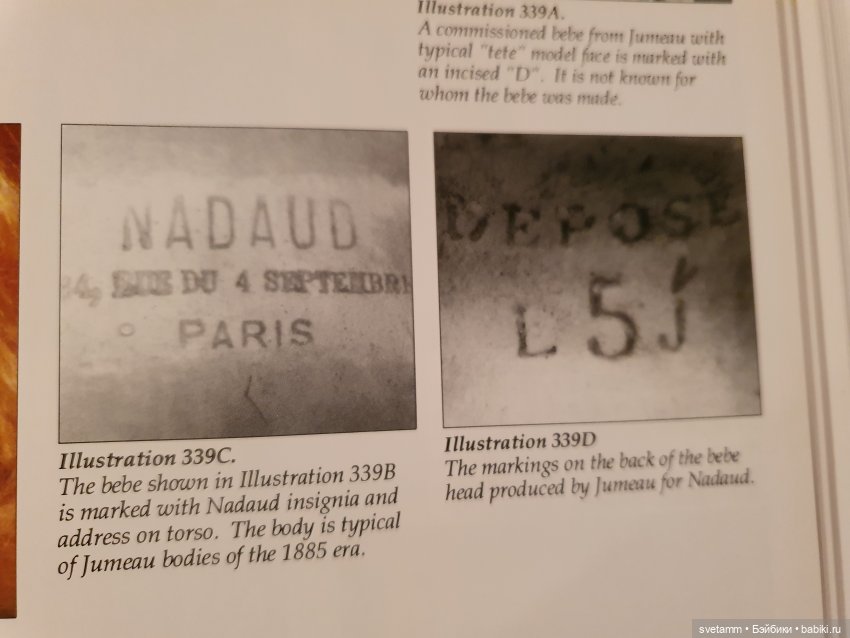 Illustration 339A.
A commissioned bebe from Jumeau with
typical "tete" model face is marked with
an incised "D". It is not known for
whom the bebe was made.
NADAUD
34, RUE DU 4 SEPTEMBRE
PARIS
DEPOSE
L 5 J
Illustration 339C.
The bebe shown in Illustration 339B
is marked with Nadaud insignia and
address on torso. The body is typical
of Jumeau bodies of the 1885 era.
Illustration 339D
The markings on the back of the bebe
head produced by Jumeau for Nadaud.
svetamm • Бэйбики • babiki.ru